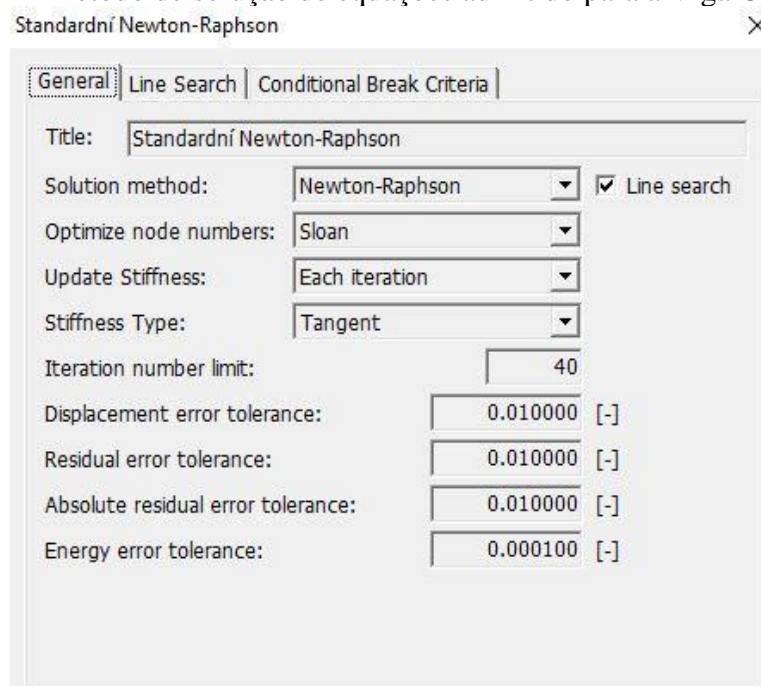 Standardní Newton-Raphson
General Line Search Conditional Break Criteria
Title: Standardní Newton-Raphson
Solution method: Newton-Raphson Line search
Optimize node numbers: Sloan
Update Stiffness: Each iteration
Stiffness Type: Tangent
Iteration number limit: 40
Displacement error tolerance: 0.010000 [-]
Residual error tolerance: 0.010000 [-]
Absolute residual error tolerance: 0.010000 [-]
Energy error tolerance: 0.000100 [-]